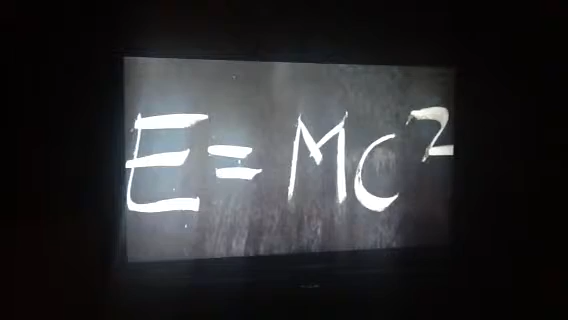 E = Mc²